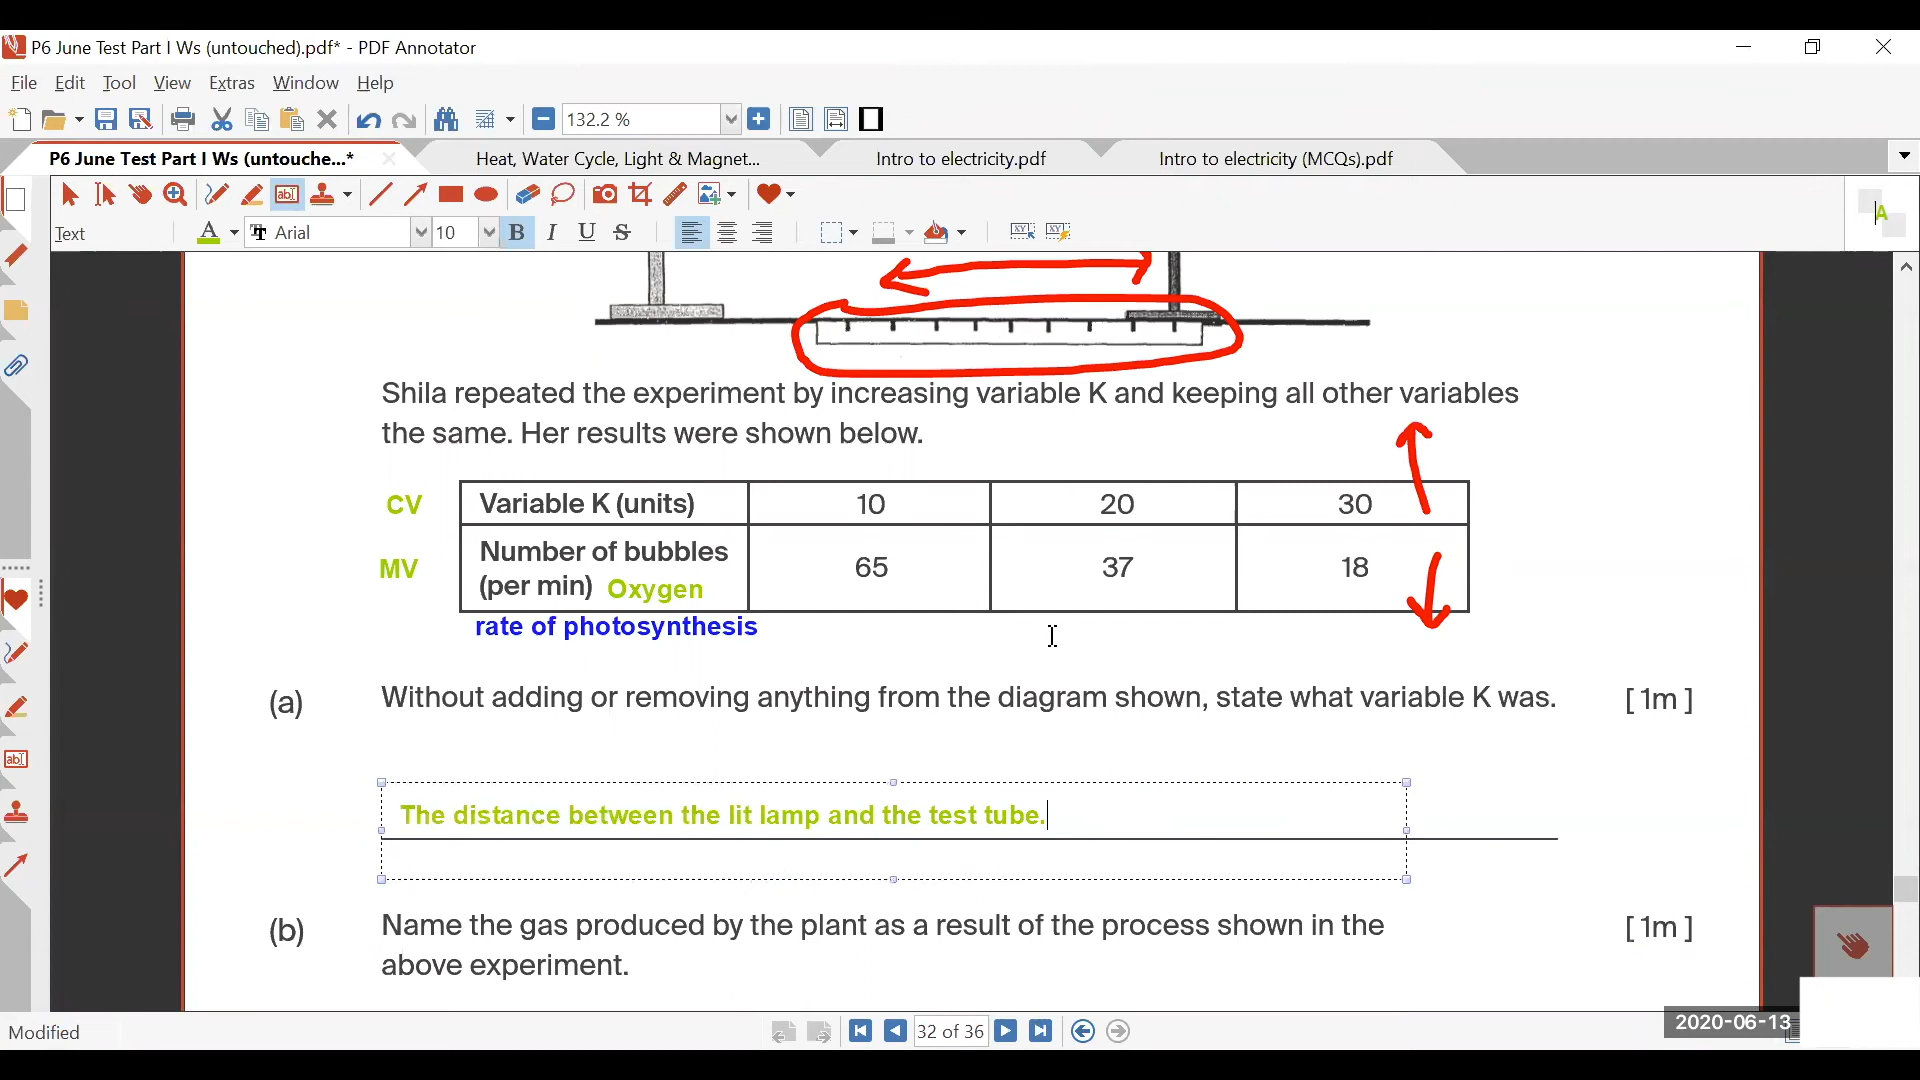 P6 June Test Part I Ws (untouched).pdf* - PDF Annotator
File Edit Tool View Extras Window Help
132.2 %
P6 June Test Part I Ws (untouche...* Heat, Water Cycle, Light & Magnet... Intro to electricity.pdf Intro to electricity (MCQs).pdf
Text A Arial 10 B I U S
A
Shila repeated the experiment by increasing variable K and keeping all other variables
the same. Her results were shown below.
CV Variable K (units) 10 20 30
MV Number of bubbles (per min) Oxygen 65 37 18
rate of photosynthesis
(a) Without adding or removing anything from the diagram shown, state what variable K was. [ 1m ]
The distance between the lit lamp and the test tube.
(b) Name the gas produced by the plant as a result of the process shown in the [ 1m ]
above experiment.
Modified 32 of 36 2020-06-13